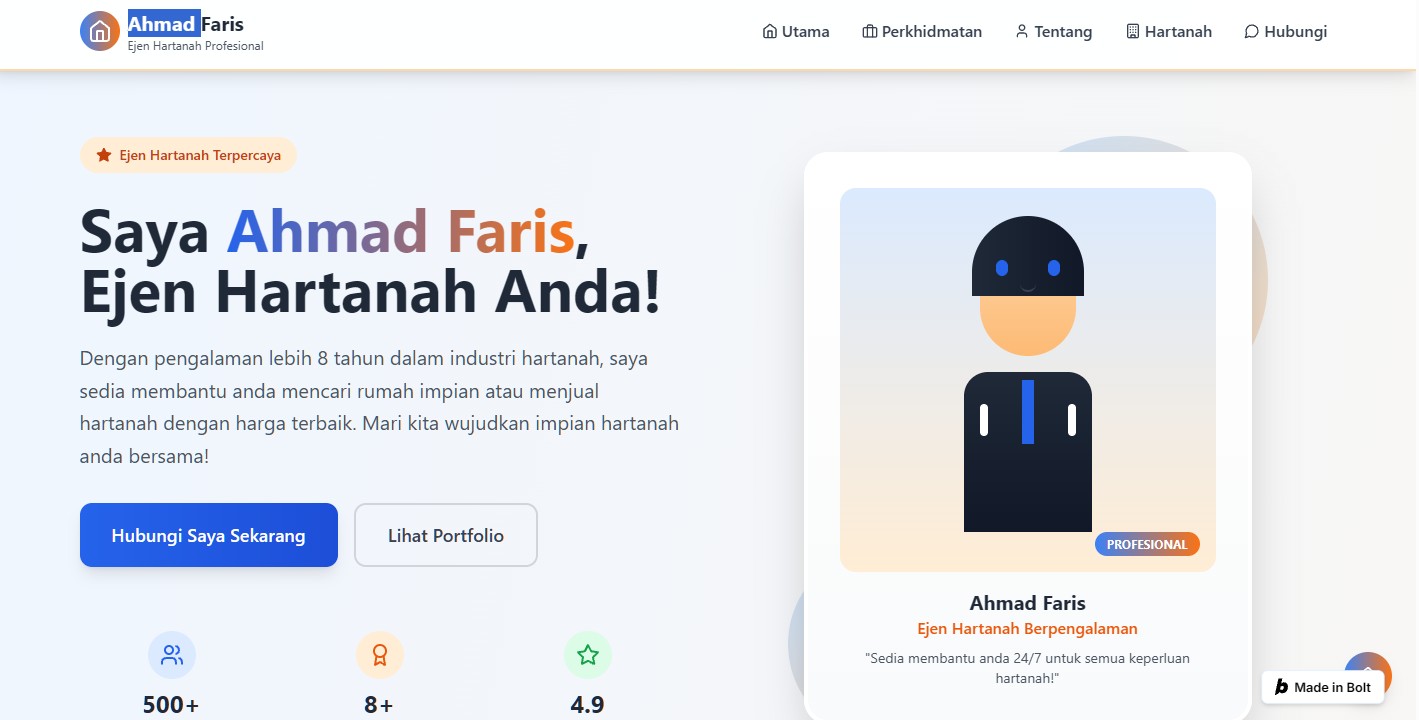 Ahmad Faris
Ejen Hartanah Profesional
Utama
Perkhidmatan
Tentang
Hartanah
Hubungi
Ejen Hartanah Terpercaya
Saya Ahmad Faris,
Ejen Hartanah Anda!
Dengan pengalaman lebih 8 tahun dalam industri hartanah, saya
sedia membantu anda mencari rumah impian atau menjual
hartanah dengan harga terbaik. Mari kita wujudkan impian hartanah
anda bersama!
Hubungi Saya Sekarang
Lihat Portfolio
500+
8+
4.9
PROFESIONAL
Ahmad Faris
Ejen Hartanah Berpengalaman
"Sedia membantu anda 24/7 untuk semua keperluan
hartanah!"
b Made in Bolt